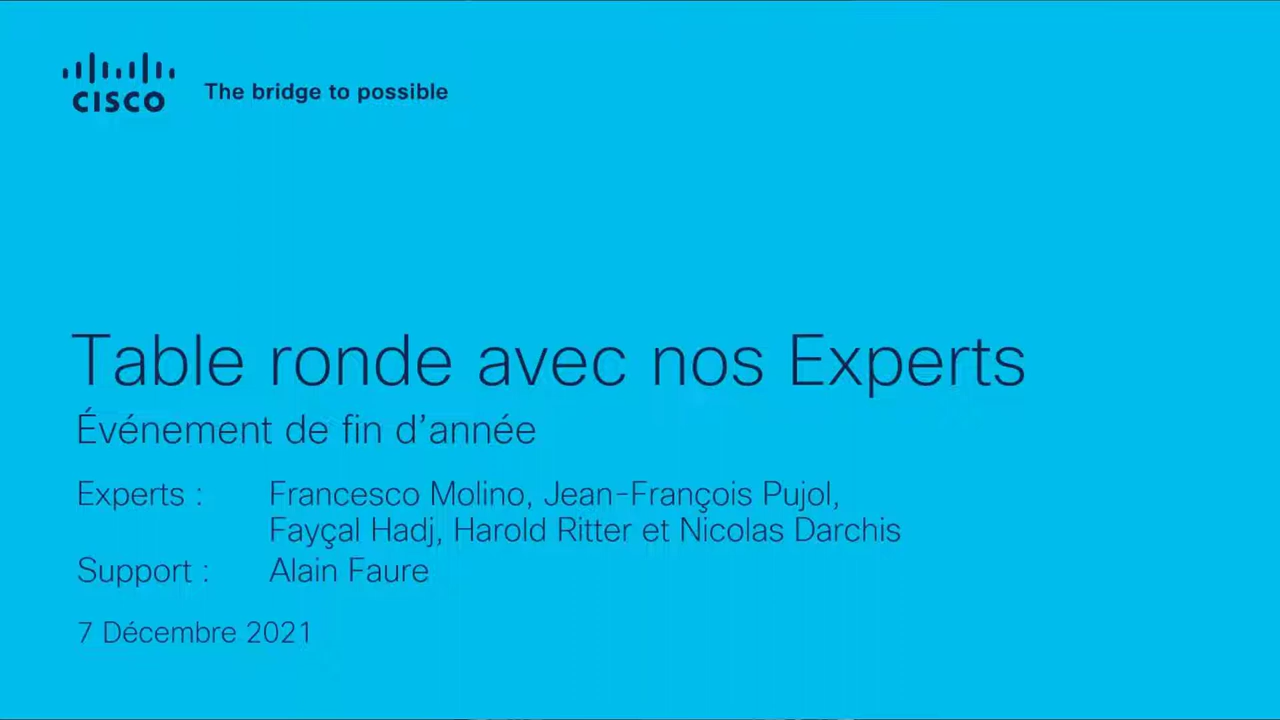 CISCO
The bridge to possible
Table ronde avec nos Experts
Événement de fin d’année
Experts : Francesco Molino, Jean-François Pujol,
Fayçal Hadj, Harold Ritter et Nicolas Darchis
Support : Alain Faure
7 Décembre 2021